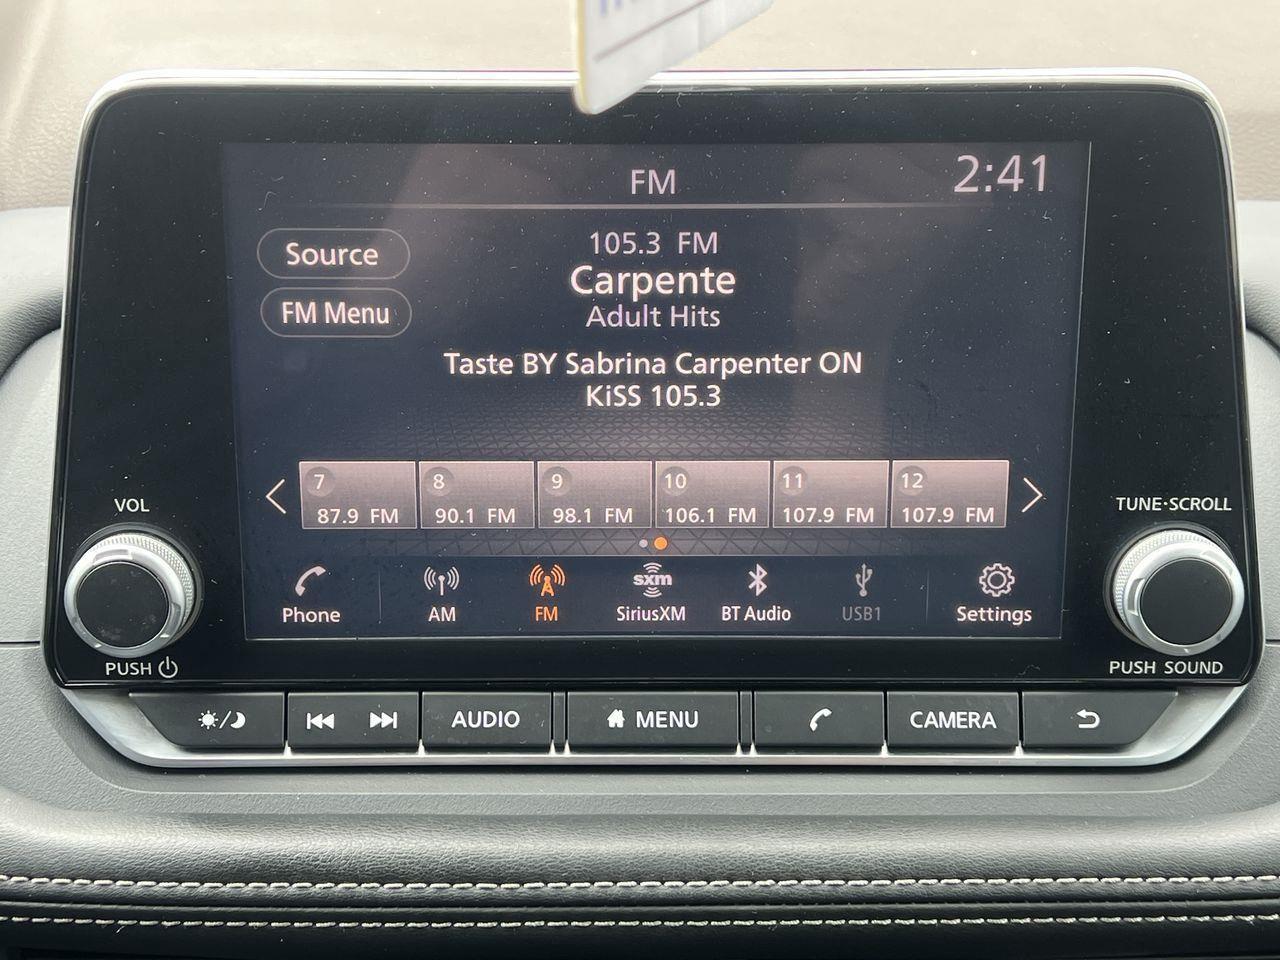 FM
2:41
Source
FM Menu
105.3 FM
Carpente
Adult Hits
Taste BY Sabrina Carpenter ON
KiSS 105.3
7
87.9 FM
8
90.1 FM
9
98.1 FM
10
106.1 FM
11
107.9 FM
12
107.9 FM
Phone
AM
FM
sxm
SiriusXM
BT Audio
USB1
Settings
VOL
PUSH
TUNE·SCROLL
PUSH SOUND
AUDIO
MENU
CAMERA